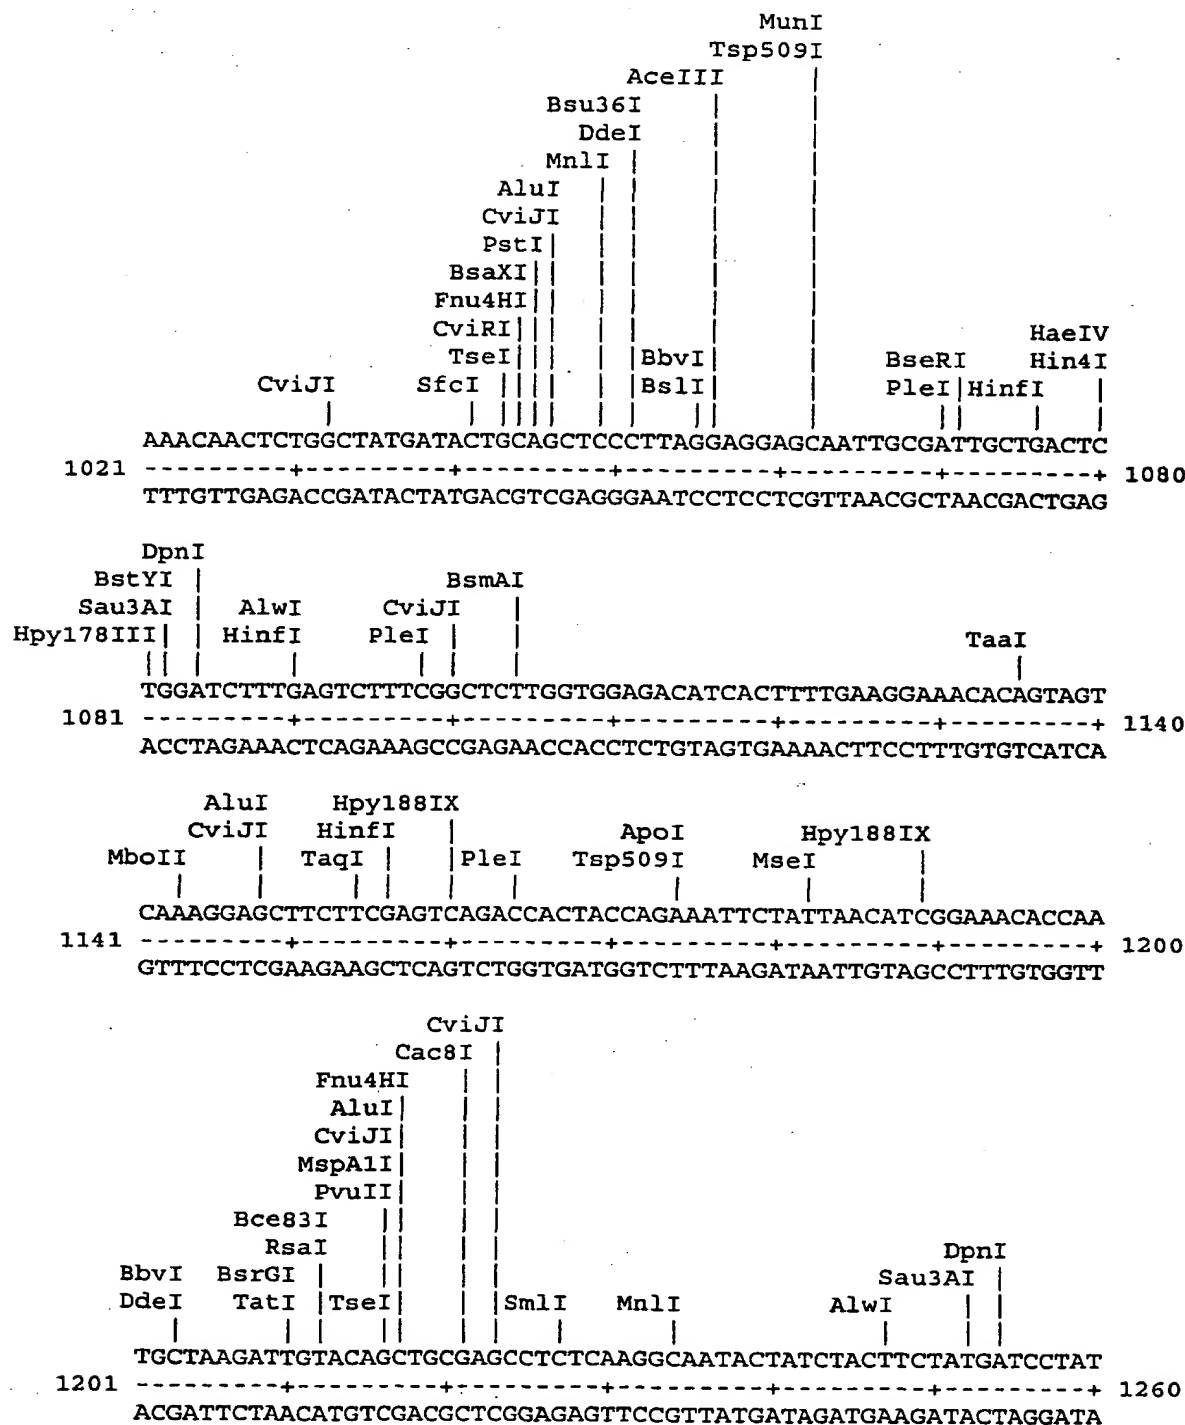 MunI
Tsp509I
AceIII
Bsu36I
DdeI
MnlI
AluI
CviJI
PstI
BsaXI
Fnu4HI
CviRI HaeIV
TseI BbvI BseRI Hin4I
CviJI SfcI BslI PleI HinfI
AAACAACTCTGGCTATGATACTGCAGCTCCCTTAGGAGGAGCAATTGCGATTGCTGACTC
1021 ---------+---------+---------+---------+---------+---------+ 1080
TTTGTTGAGACCGATACTATGACGTCGAGGGAATCCTCCTCGTTAACGCTAACGACTGAG
DpnI
BstYI BsmAI
Sau3AI AlwI CviJI
Hpy178III HinfI PleI TaaI
TGGATCTTTGAGTCTTTCGGCTCTTGGTGGAGACATCACTTTTGAAGGAAACACAGTAGT
1081 ---------+---------+---------+---------+---------+---------+ 1140
ACCTAGAAACTCAGAAAGCCGAGAACCACCTCTGTAGTGAAAACTTCCTTTGTGTCATCA
AluI Hpy188IX
CviJI HinfI ApoI Hpy188IX
MboII TaqI PleI Tsp509I MseI
CAAAGGAGCTTCTTCGAGTCAGACCACTACCAGAAATTCTATTAACATCGGAAACACCAA
1141 ---------+---------+---------+---------+---------+---------+ 1200
GTTTCCTCGAAGAAGCTCAGTCTGGTGATGGTCTTTAAGATAATTGTAGCCTTTGTGGTT
CviJI
Cac8I
Fnu4HI
AluI
CviJI
MspA1I
PvuII
Bce83I
RsaI DpnI
BbvI BsrGI Sau3AI
DdeI TatI TseI SmlI MnlI AlwI
TGCTAAGATTGTACAGCTGCGAGCCTCTCAAGGCAATACTATCTACTTCTATGATCCTAT
1201 ---------+---------+---------+---------+---------+---------+ 1260
ACGATTCTAACATGTCGACGCTCGGAGAGTTCCGTTATGATAGATGAAGATACTAGGATA